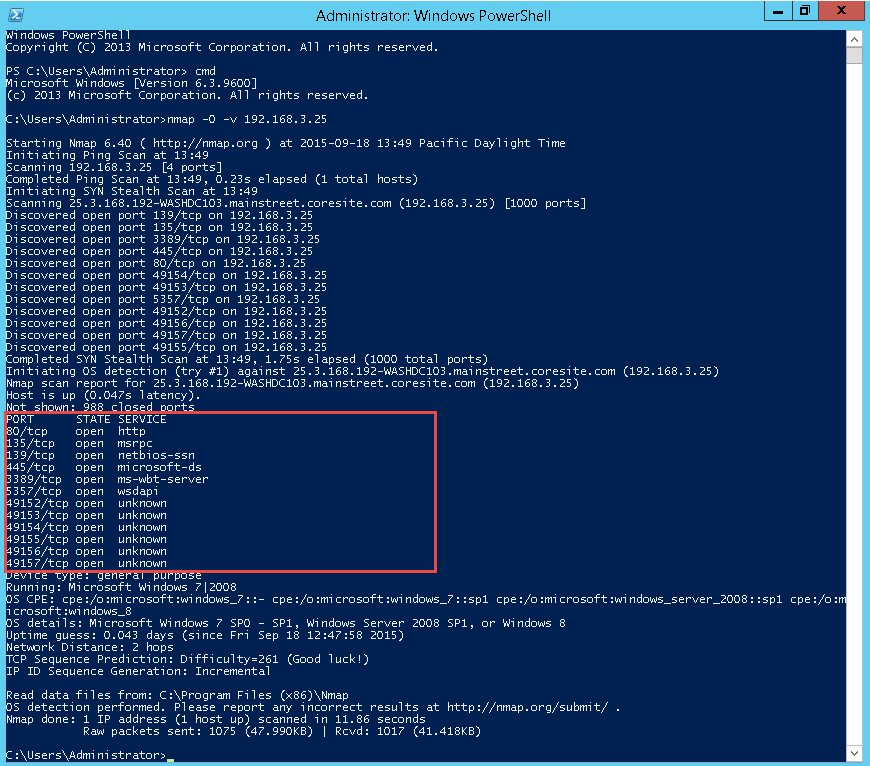 Administrator: Windows PowerShell
Windows PowerShell
Copyright (C) 2013 Microsoft Corporation. All rights reserved.
PS C:\Users\Administrator> cmd
Microsoft Windows [Version 6.3.9600]
(c) 2013 Microsoft Corporation. All rights reserved.
C:\Users\Administrator>nmap -O -v 192.168.3.25
Starting Nmap 6.40 ( http://nmap.org ) at 2015-09-18 13:49 Pacific Daylight Time
Initiating Ping Scan at 13:49
Scanning 192.168.3.25 [4 ports]
Completed Ping Scan at 13:49, 0.23s elapsed (1 total hosts)
Initiating SYN Stealth Scan at 13:49
Scanning 25.3.168.192-WASHDC103.mainstreet.coresite.com (192.168.3.25) [1000 ports]
Discovered open port 139/tcp on 192.168.3.25
Discovered open port 135/tcp on 192.168.3.25
Discovered open port 3389/tcp on 192.168.3.25
Discovered open port 445/tcp on 192.168.3.25
Discovered open port 80/tcp on 192.168.3.25
Discovered open port 49154/tcp on 192.168.3.25
Discovered open port 49153/tcp on 192.168.3.25
Discovered open port 5357/tcp on 192.168.3.25
Discovered open port 49152/tcp on 192.168.3.25
Discovered open port 49156/tcp on 192.168.3.25
Discovered open port 49157/tcp on 192.168.3.25
Discovered open port 49155/tcp on 192.168.3.25
Completed SYN Stealth Scan at 13:49, 1.75s elapsed (1000 total ports)
Initiating OS detection (try #1) against 25.3.168.192-WASHDC103.mainstreet.coresite.com (192.168.3.25)
Nmap scan report for 25.3.168.192-WASHDC103.mainstreet.coresite.com (192.168.3.25)
Host is up (0.047s latency).
Not shown: 988 closed ports
PORT STATE SERVICE
80/tcp open http
135/tcp open msrpc
139/tcp open netbios-ssn
445/tcp open microsoft-ds
3389/tcp open ms-wbt-server
5357/tcp open wsdapi
49152/tcp open unknown
49153/tcp open unknown
49154/tcp open unknown
49155/tcp open unknown
49156/tcp open unknown
49157/tcp open unknown
Device type: general purpose
Running: Microsoft Windows 7|2008
OS CPE: cpe:/o:microsoft:windows_7::- cpe:/o:microsoft:windows_7::sp1 cpe:/o:microsoft:windows_server_2008::sp1 cpe:/o:m
icrosoft:windows_8
OS details: Microsoft Windows 7 SP0 - SP1, Windows Server 2008 SP1, or Windows 8
Uptime guess: 0.043 days (since Fri Sep 18 12:47:58 2015)
Network Distance: 2 hops
TCP Sequence Prediction: Difficulty=261 (Good luck!)
IP ID Sequence Generation: Incremental
Read data files from: C:\Program Files (x86)\Nmap
OS detection performed. Please report any incorrect results at http://nmap.org/submit/ .
Nmap done: 1 IP address (1 host up) scanned in 11.86 seconds
Raw packets sent: 1075 (47.990KB) | Rcvd: 1017 (41.418KB)
C:\Users\Administrator>_